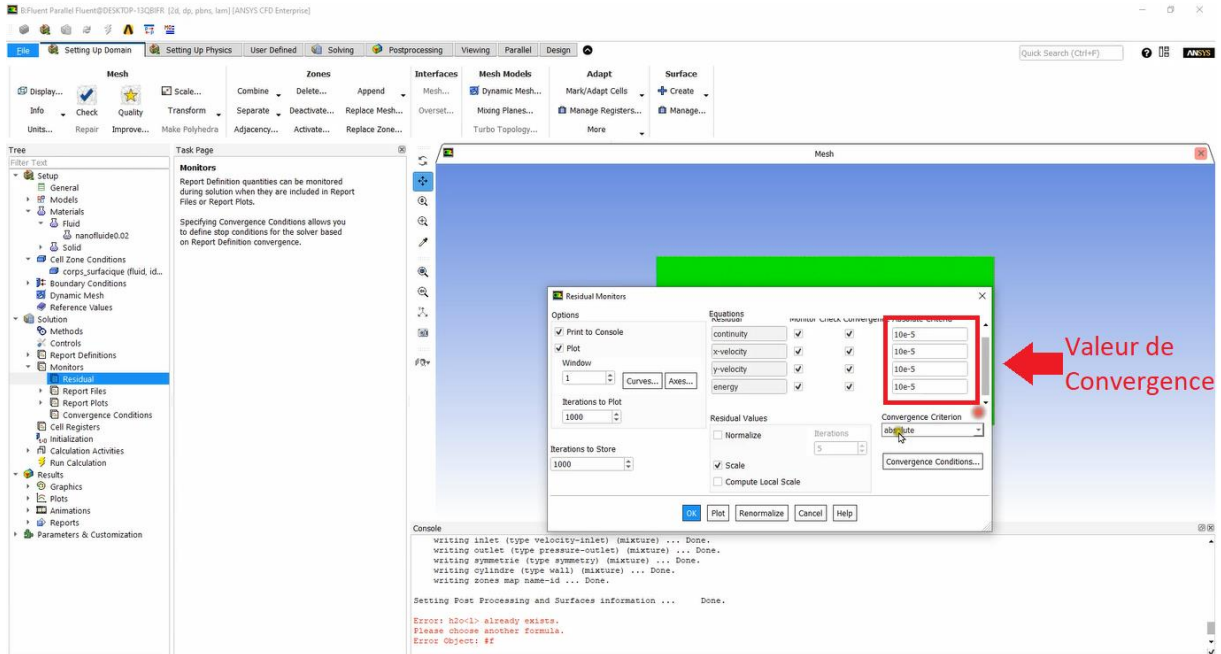 B:Fluent Parallel Fluent@DESKTOP-13QBIFR [2d, dp, pbns, lam] [ANSYS CFD Enterprise]
File Setting Up Domain Setting Up Physics User Defined Solving Postprocessing Viewing Parallel Design Quick Search (Ctrl+F) ANSYS
Mesh Zones Interfaces Mesh Models Adapt Surface
Display... Scale... Combine Delete... Append Mesh... Dynamic Mesh... Mark/Adapt Cells Create
Info Check Quality Transform Separate Deactivate... Replace Mesh... Overset... Mixing Planes... Manage Registers... Manage...
Units... Repair Improve... Make Polyhedra Adjacency... Activate... Replace Zone... Turbo Topology... More
Tree
Filter Text
Setup
General
Models
Materials
Fluid
nanofluide0.02
Solid
Cell Zone Conditions
corps_surfacique (fluid, id...
Boundary Conditions
Dynamic Mesh
Reference Values
Solution
Methods
Controls
Report Definitions
Monitors
Residual
Report Files
Report Plots
Convergence Conditions
Cell Registers
Initialization
Calculation Activities
Run Calculation
Results
Graphics
Plots
Animations
Reports
Parameters & Customization
Task Page
Monitors
Report Definition quantities can be monitored
during solution when they are included in Report
Files or Report Plots.
Specifying Convergence Conditions allows you
to define stop conditions for the solver based
on Report Definition convergence.
Mesh
Residual Monitors
Options
Print to Console
Plot
Window
1 Curves... Axes...
Iterations to Plot
1000
Iterations to Store
1000
Equations
Residual Monitor Check Convergence Absolute Criteria
continuity 10e-5
x-velocity 10e-5
y-velocity 10e-5
energy 10e-5
Residual Values
Normalize Iterations
5
Scale
Compute Local Scale
Convergence Criterion
absolute
Convergence Conditions...
OK Plot Renormalize Cancel Help
Valeur de
Convergence
Console
writing inlet (type velocity-inlet) (mixture) ... Done.
writing outlet (type pressure-outlet) (mixture) ... Done.
writing symmetrie (type symmetry) (mixture) ... Done.
writing cylindre (type wall) (mixture) ... Done.
writing zones map name-id ... Done.
Setting Post Processing and Surfaces information ... Done.
Error: h2o<l> already exists.
Please choose another formula.
Error Object: #f